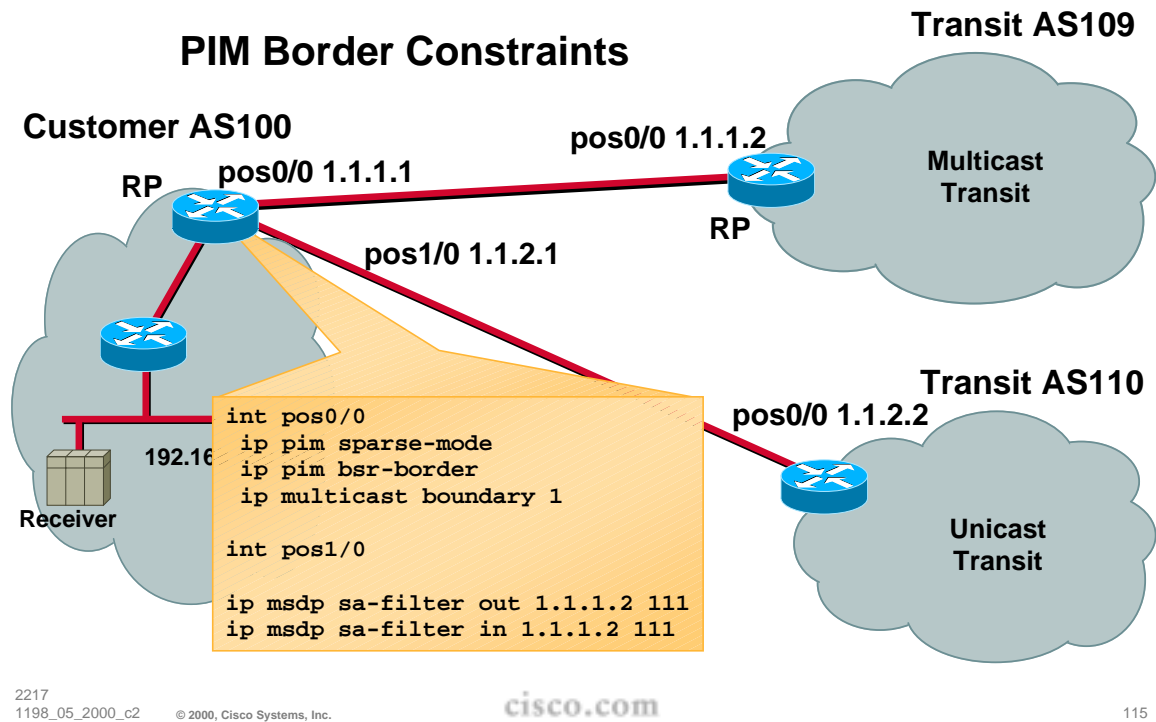 PIM Border Constraints
Transit AS109
Customer AS100
pos0/0 1.1.1.2
pos0/0 1.1.1.1
RP
Multicast
Transit
RP
pos1/0 1.1.2.1
Transit AS110
pos0/0 1.1.2.2
192.16
Receiver
Unicast
Transit
int pos0/0
ip pim sparse-mode
ip pim bsr-border
ip multicast boundary 1
int pos1/0
ip msdp sa-filter out 1.1.1.2 111
ip msdp sa-filter in 1.1.1.2 111
2217
1198_05_2000_c2
© 2000, Cisco Systems, Inc.
cisco.com
115